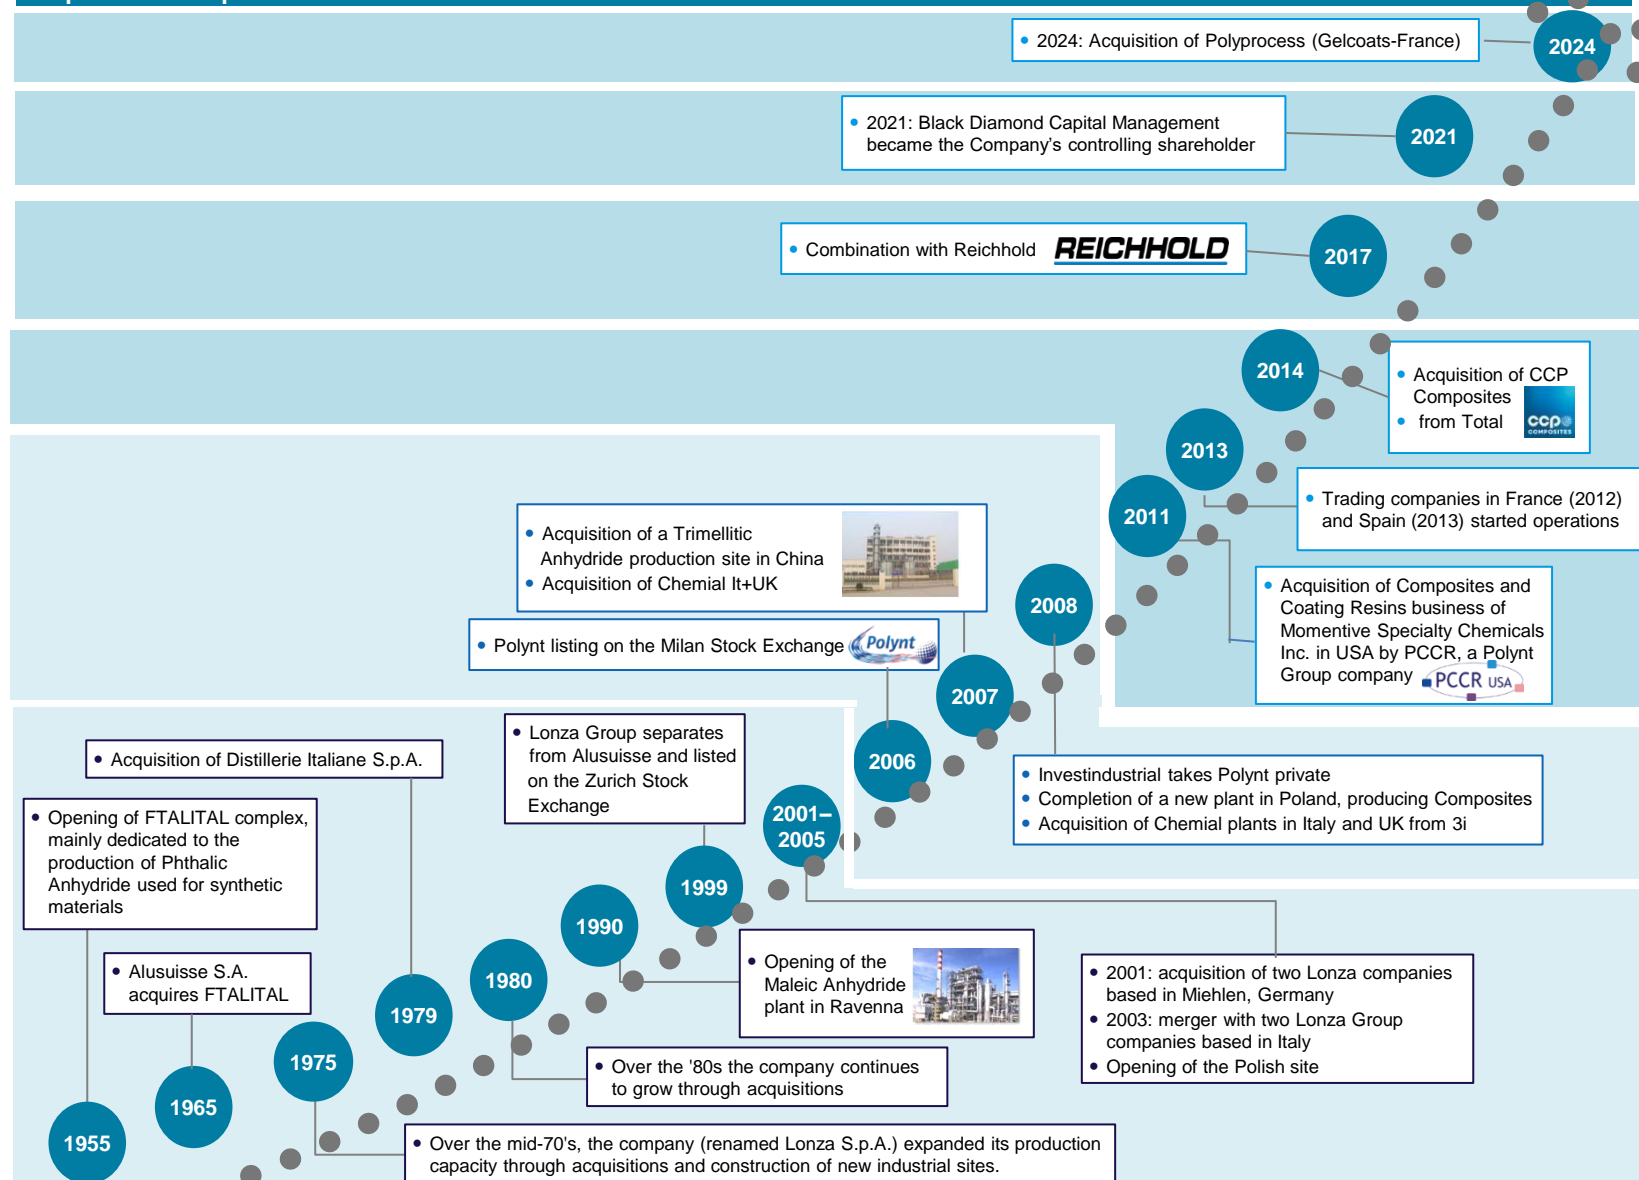 • 2024: Acquisition of Polyprocess (Gelcoats-France)
2024
• 2021: Black Diamond Capital Management
became the Company's controlling shareholder
2021
• Combination with Reichhold
REICHHOLD
2017
2014
• Acquisition of CCP
Composites
• from Total
ccp
COMPOSITES
2013
• Trading companies in France (2012)
and Spain (2013) started operations
2011
• Acquisition of Composites and
Coating Resins business of
Momentive Specialty Chemicals
Inc. in USA by PCCR, a Polynt
Group company
PCCR USA
• Acquisition of a Trimellitic
Anhydride production site in China
• Acquisition of Chemial It+UK
2008
• Polynt listing on the Milan Stock Exchange
Polynt
2007
2006
• Investindustrial takes Polynt private
• Completion of a new plant in Poland, producing Composites
• Acquisition of Chemial plants in Italy and UK from 3i
• Lonza Group separates
from Alusuisse and listed
on the Zurich Stock
Exchange
• Acquisition of Distillerie Italiane S.p.A.
• Opening of FTALITAL complex,
mainly dedicated to the
production of Phthalic
Anhydride used for synthetic
materials
2001–
2005
1999
1990
• Opening of the
Maleic Anhydride
plant in Ravenna
• 2001: acquisition of two Lonza companies
based in Miehlen, Germany
• 2003: merger with two Lonza Group
companies based in Italy
• Opening of the Polish site
• Alusuisse S.A.
acquires FTALITAL
1980
1979
1975
• Over the '80s the company continues
to grow through acquisitions
1965
1955
• Over the mid-70's, the company (renamed Lonza S.p.A.) expanded its production
capacity through acquisitions and construction of new industrial sites.